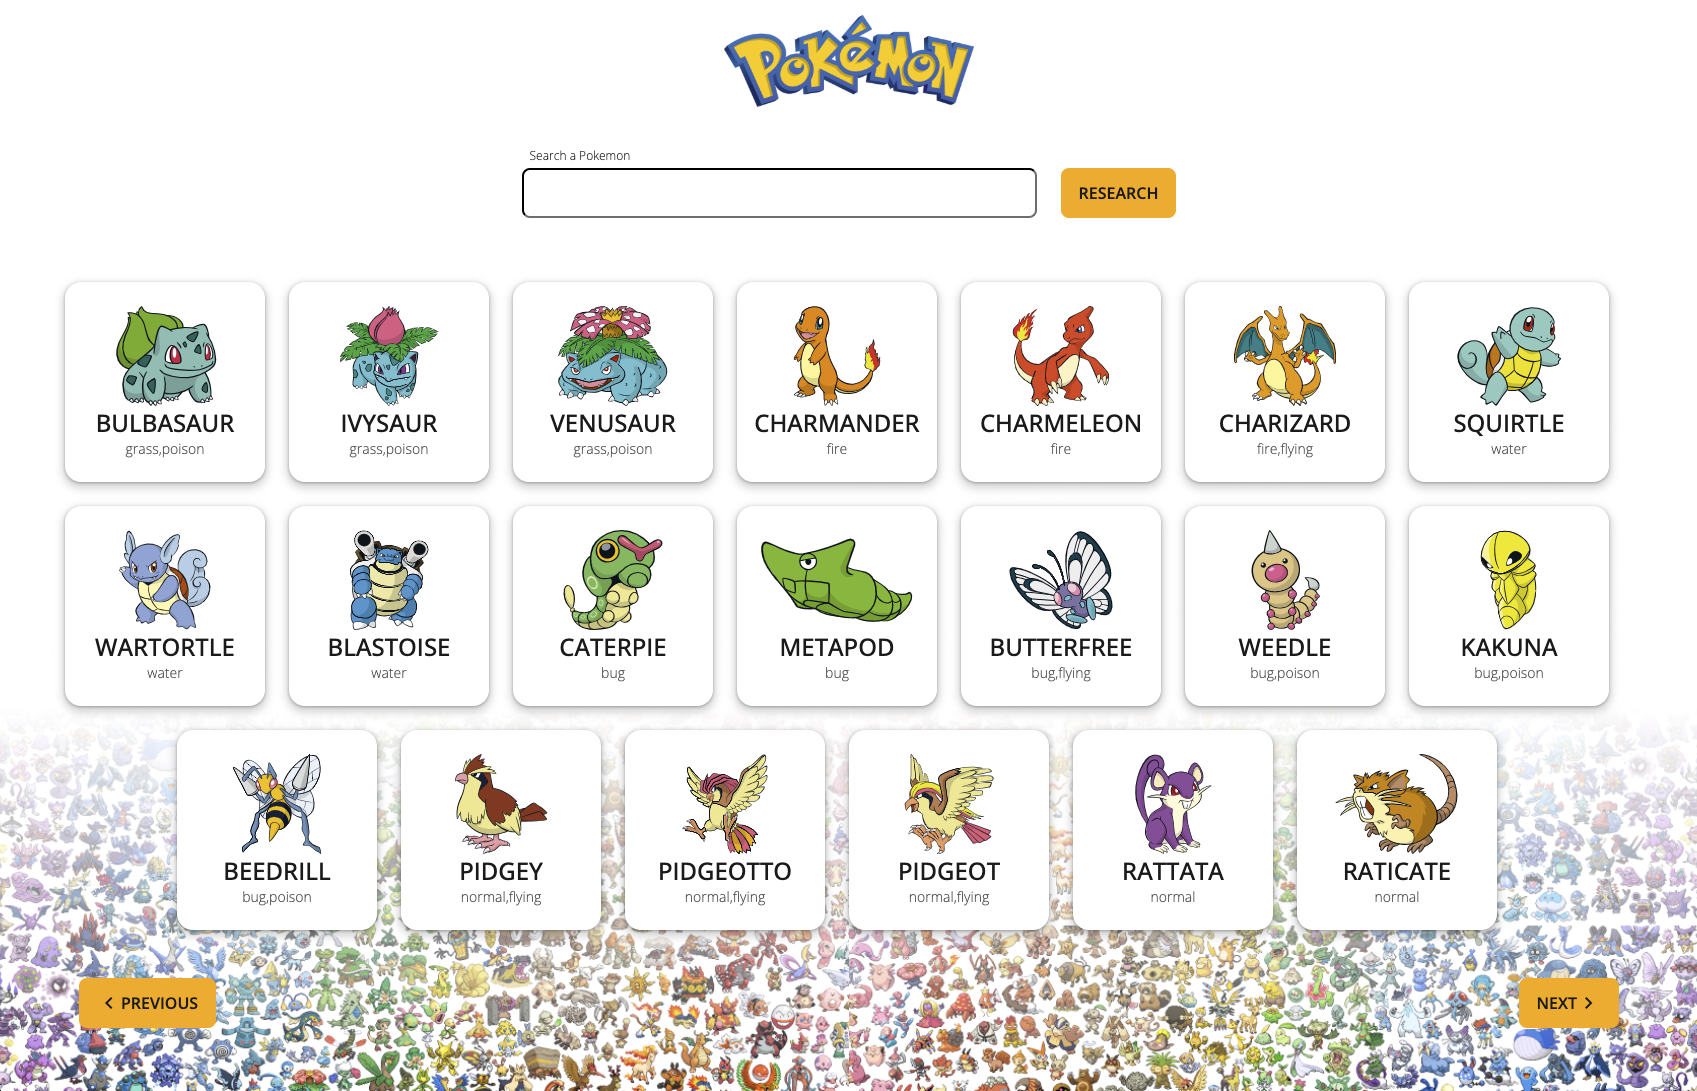 POKéMON
Search a Pokemon
RESEARCH
BULBASAUR
grass,poison
IVYSAUR
grass,poison
VENUSAUR
grass,poison
CHARMANDER
fire
CHARMELEON
fire
CHARIZARD
fire,flying
SQUIRTLE
water
WARTORTLE
water
BLASTOISE
water
CATERPIE
bug
METAPOD
bug
BUTTERFREE
bug,flying
WEEDLE
bug,poison
KAKUNA
bug,poison
BEEDRILL
bug,poison
PIDGEY
normal,flying
PIDGEOTTO
normal,flying
PIDGEOT
normal,flying
RATTATA
normal
RATICATE
normal
PREVIOUS
NEXT